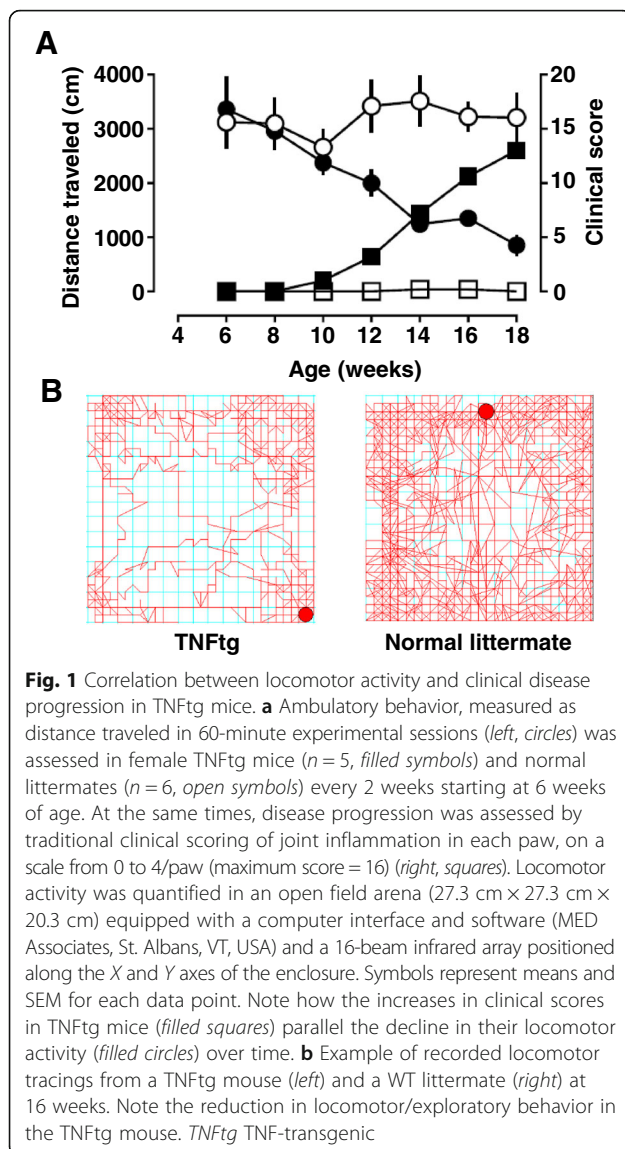 A
4000
3000
2000
1000
0
Distance traveled (cm)
20
15
10
5
0
Clinical score
4 6 8 10 12 14 16 18
Age (weeks)
B
TNFtg Normal littermate
Fig. 1 Correlation between locomotor activity and clinical disease
progression in TNFtg mice. a Ambulatory behavior, measured as
distance traveled in 60-minute experimental sessions (left, circles) was
assessed in female TNFtg mice (n = 5, filled symbols) and normal
littermates (n = 6, open symbols) every 2 weeks starting at 6 weeks
of age. At the same times, disease progression was assessed by
traditional clinical scoring of joint inflammation in each paw, on a
scale from 0 to 4/paw (maximum score = 16) (right, squares). Locomotor
activity was quantified in an open field arena (27.3 cm × 27.3 cm ×
20.3 cm) equipped with a computer interface and software (MED
Associates, St. Albans, VT, USA) and a 16-beam infrared array positioned
along the X and Y axes of the enclosure. Symbols represent means and
SEM for each data point. Note how the increases in clinical scores
in TNFtg mice (filled squares) parallel the decline in their locomotor
activity (filled circles) over time. b Example of recorded locomotor
tracings from a TNFtg mouse (left) and a WT littermate (right) at
16 weeks. Note the reduction in locomotor/exploratory behavior in
the TNFtg mouse. TNFtg TNF-transgenic